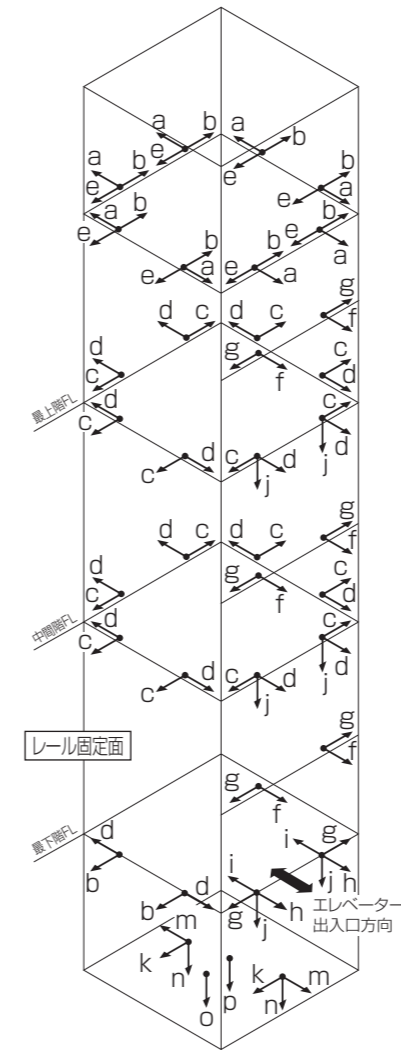 a b a
b
e
a b e b
e e a
a b b
e b b a
e a e a
g
d c d c f
d g c
c f d
最上階FL
d c
c j d
c d c d
j
g
d c d c f
d g c
c f d
中間階FL
d c
c j d
c d c d
j
レール固定面
g
f
g
f
最下階FL
d i g
b i j h
b d g h
j
エレベーター
出入口方向
m
k k m
n n
o p